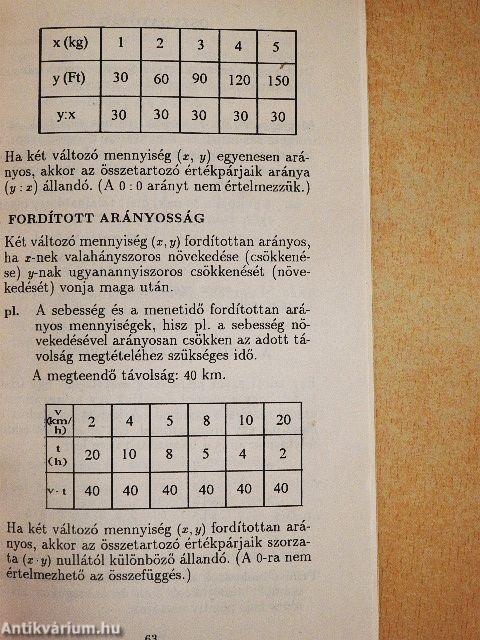 x (kg) 1 2 3 4 5
y (Ft) 30 60 90 120 150
y:x 30 30 30 30 30
Ha két változó mennyiség (x, y) egyenesen ará-
nyos, akkor az összetartozó értékpárjaik aránya
(y : x) állandó. (A 0 : 0 arányt nem értelmezzük.)
FORDÍTOTT ARÁNYOSSÁG
Két változó mennyiség (x, y) fordítottan arányos,
ha x-nek valahányszoros növekedése (csökkené-
se) y-nak ugyanannyiszoros csökkenését (növe-
kedését) vonja maga után.
pl. A sebesség és a menetidő fordítottan ará-
nyos mennyiségek, hisz pl. a sebesség nö-
vekedésével arányosan csökken az adott tá-
volság megtételéhez szükséges idő.
A megteendő távolság: 40 km.
v (km/h) 2 4 5 8 10 20
t (h) 20 10 8 5 4 2
v · t 40 40 40 40 40 40
Ha két változó mennyiség (x, y) fordítottan ará-
nyos, akkor az összetartozó értékpárjaik szorza-
ta (x · y) nullától különböző állandó. (A 0-ra nem
értelmezhető az összefüggés.)
63
Antikvárium.hu